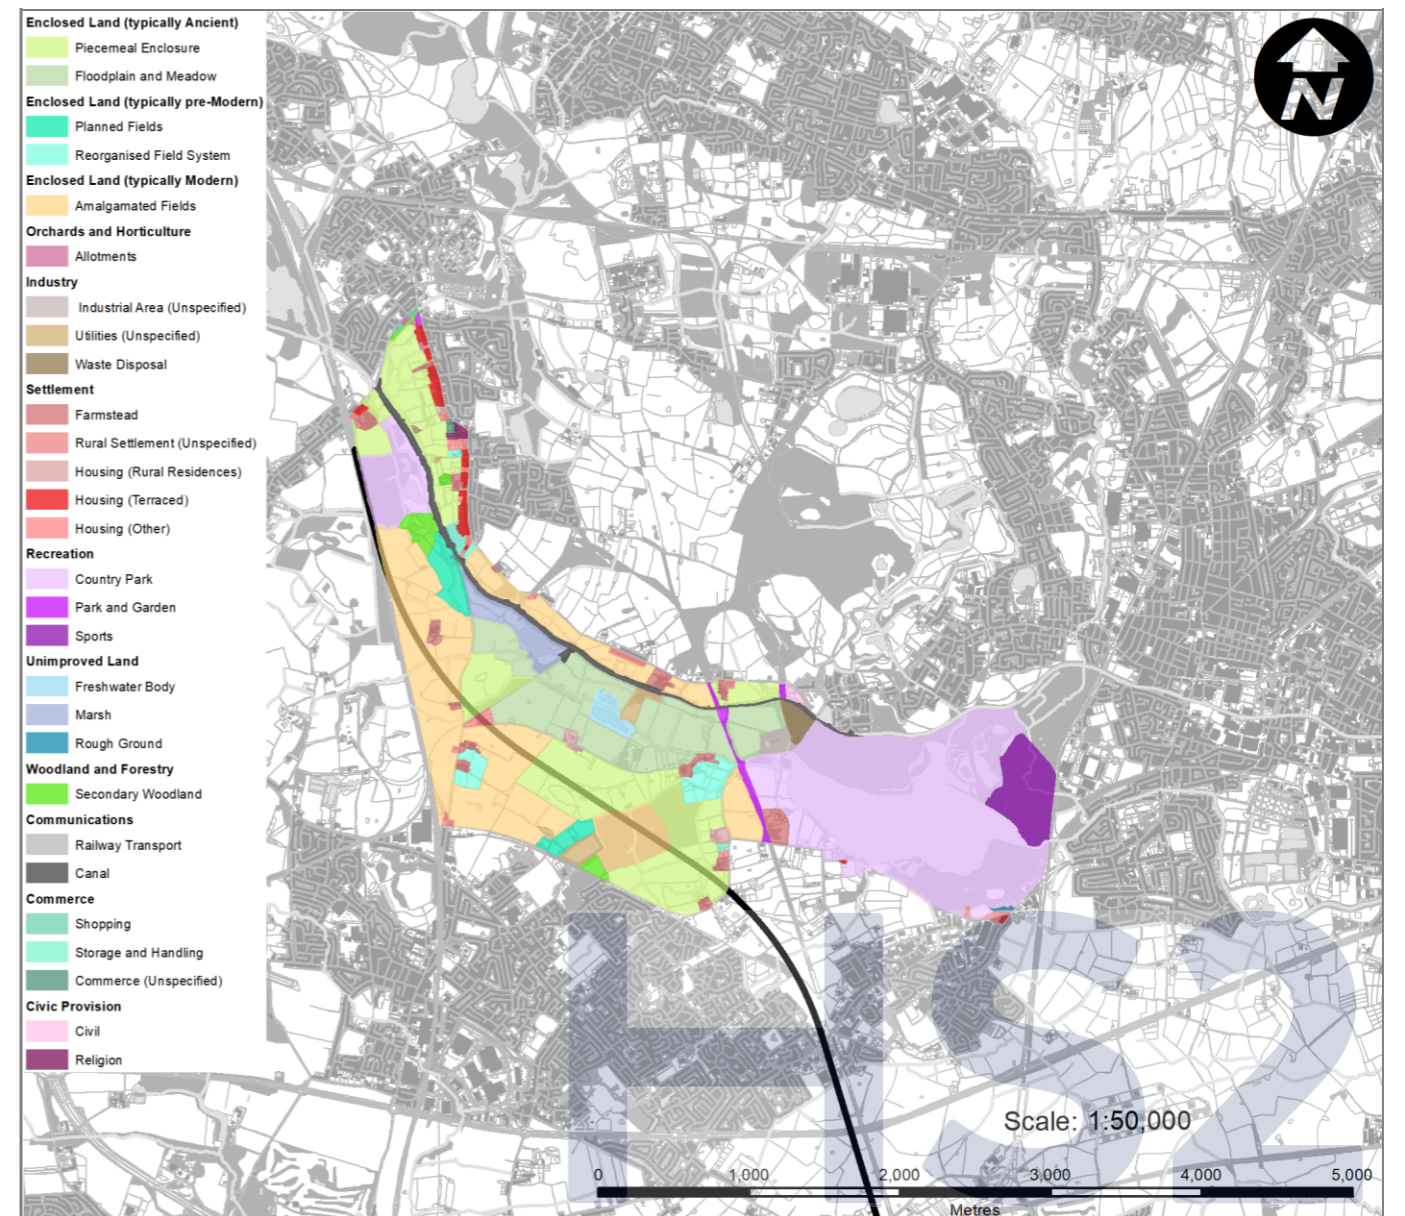 Enclosed Land (typically Ancient)
Piecemeal Enclosure
Floodplain and Meadow
Enclosed Land (typically pre-Modern)
Planned Fields
Reorganised Field System
Enclosed Land (typically Modern)
Amalgamated Fields
Orchards and Horticulture
Allotments
Industry
Industrial Area (Unspecified)
Utilities (Unspecified)
Waste Disposal
Settlement
Farmstead
Rural Settlement (Unspecified)
Housing (Rural Residences)
Housing (Terraced)
Housing (Other)
Recreation
Country Park
Park and Garden
Sports
Unimproved Land
Freshwater Body
Marsh
Rough Ground
Woodland and Forestry
Secondary Woodland
Communications
Railway Transport
Canal
Commerce
Shopping
Storage and Handling
Commerce (Unspecified)
Civic Provision
Civil
Religion
N
HS2
Scale: 1:50,000
0 1,000 2,000 3,000 4,000 5,000
Metres